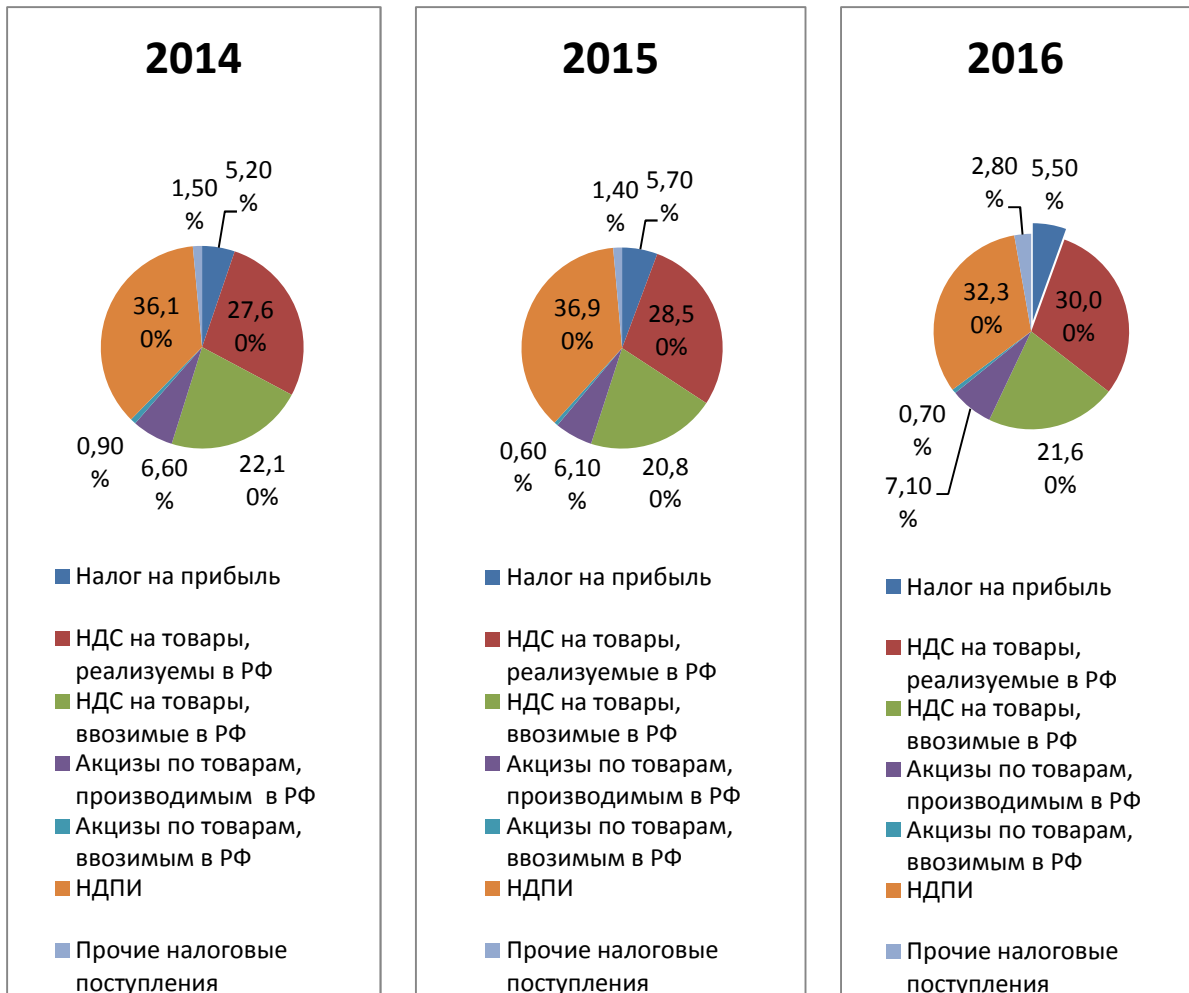 2014
1,50
%
5,20
%
36,1
0%
27,6
0%
0,90
%
6,60
%
22,1
0%
Налог на прибыль
НДС на товары,
реализуемы в РФ
НДС на товары,
ввозимые в РФ
Акцизы по товарам,
производимым в РФ
Акцизы по товарам,
ввозимым в РФ
НДПИ
Прочие налоговые
поступления
2015
1,40
%
5,70
%
36,9
0%
28,5
0%
0,60
%
6,10
%
20,8
0%
Налог на прибыль
НДС на товары,
реализуемые в РФ
НДС на товары,
ввозимые в РФ
Акцизы по товарам,
производимым в РФ
Акцизы по товарам,
ввозимым в РФ
НДПИ
Прочие налоговые
поступления
2016
2,80
%
5,50
%
32,3
0%
30,0
0%
0,70
%
7,10
%
21,6
0%
Налог на прибыль
НДС на товары,
реализуемые в РФ
НДС на товары,
ввозимые в РФ
Акцизы по товарам,
производимым в РФ
Акцизы по товарам,
ввозимым в РФ
НДПИ
Прочие налоговые
поступления